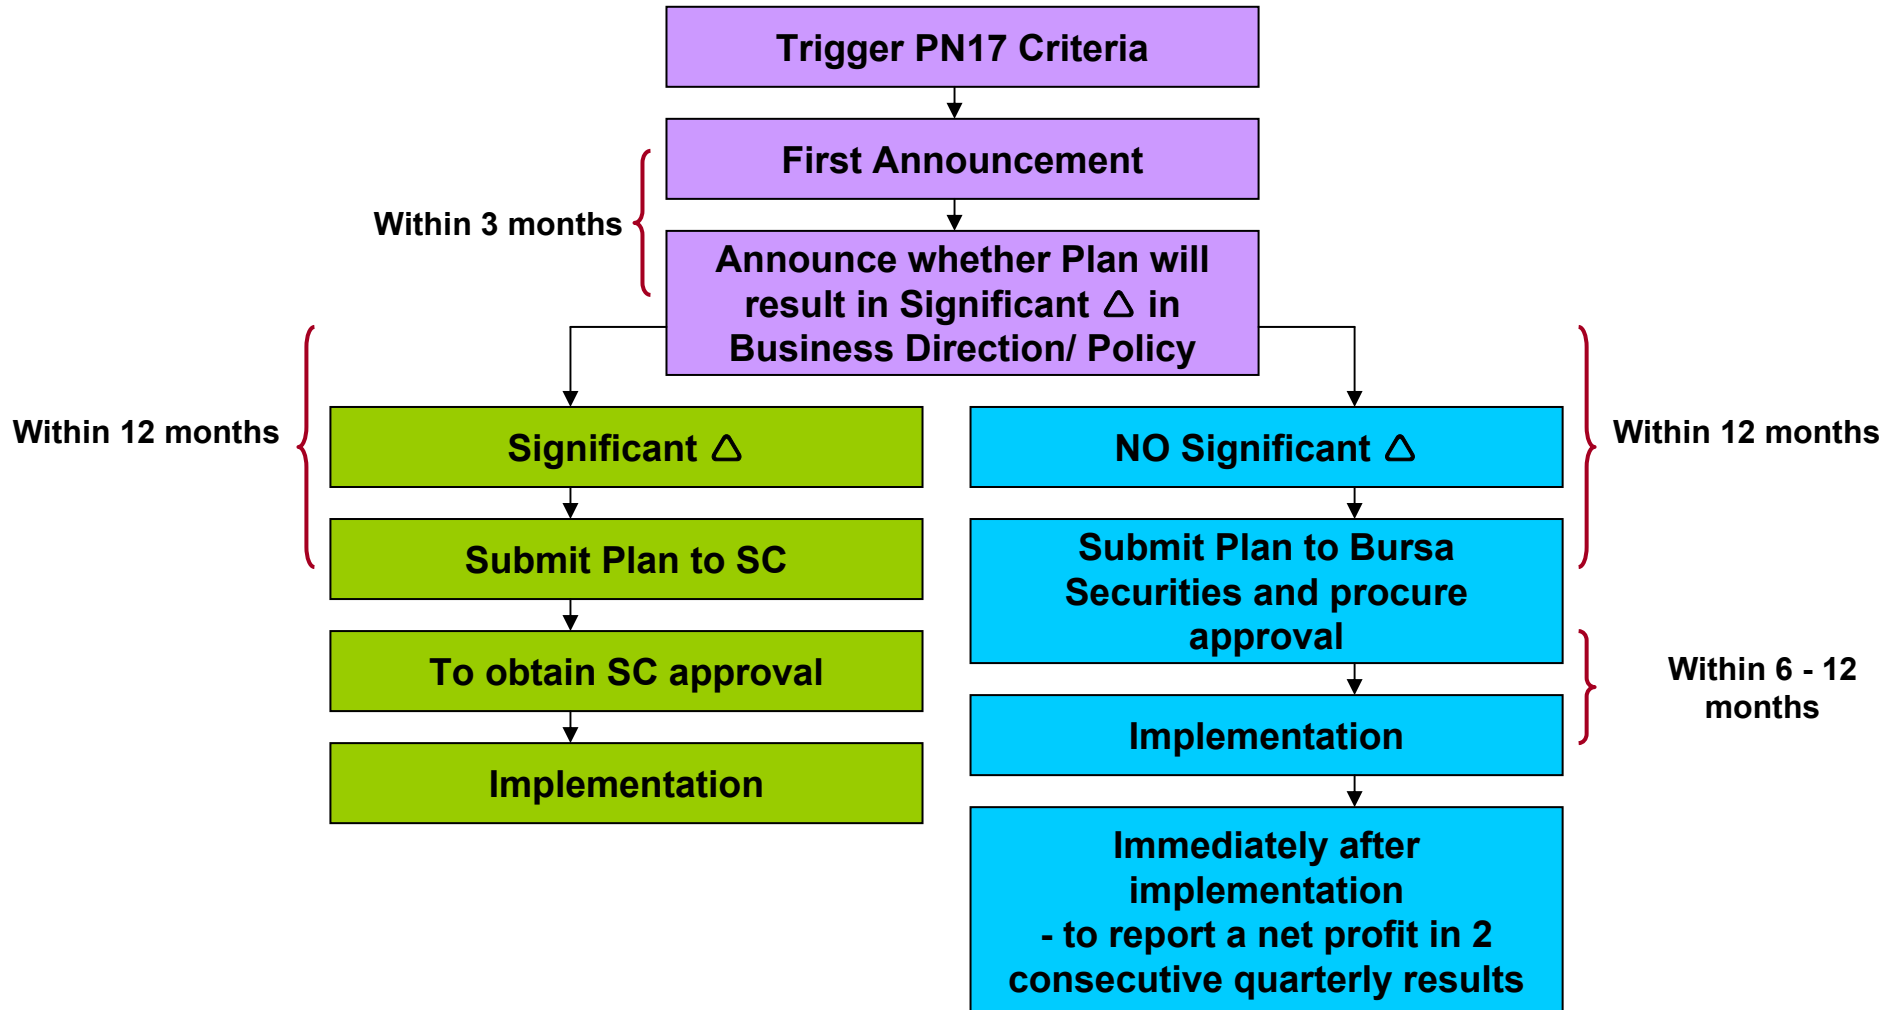 Trigger PN17 Criteria
First Announcement
Within 3 months
Announce whether Plan will
result in Significant △ in
Business Direction/ Policy
Within 12 months
Significant △
NO Significant △
Within 12 months
Submit Plan to SC
Submit Plan to Bursa
Securities and procure
approval
To obtain SC approval
Within 6 - 12
months
Implementation
Implementation
Immediately after
implementation
- to report a net profit in 2
consecutive quarterly results